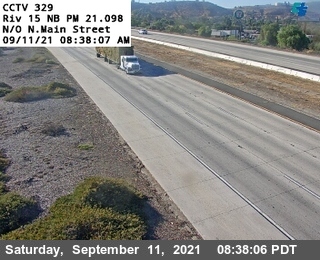 CCTV 329
Riv 15 NB PM 21.098
N/O N.Main Street
09/11/21 08:38:07 AM
Saturday, September 11, 2021 08:38:06 PDT